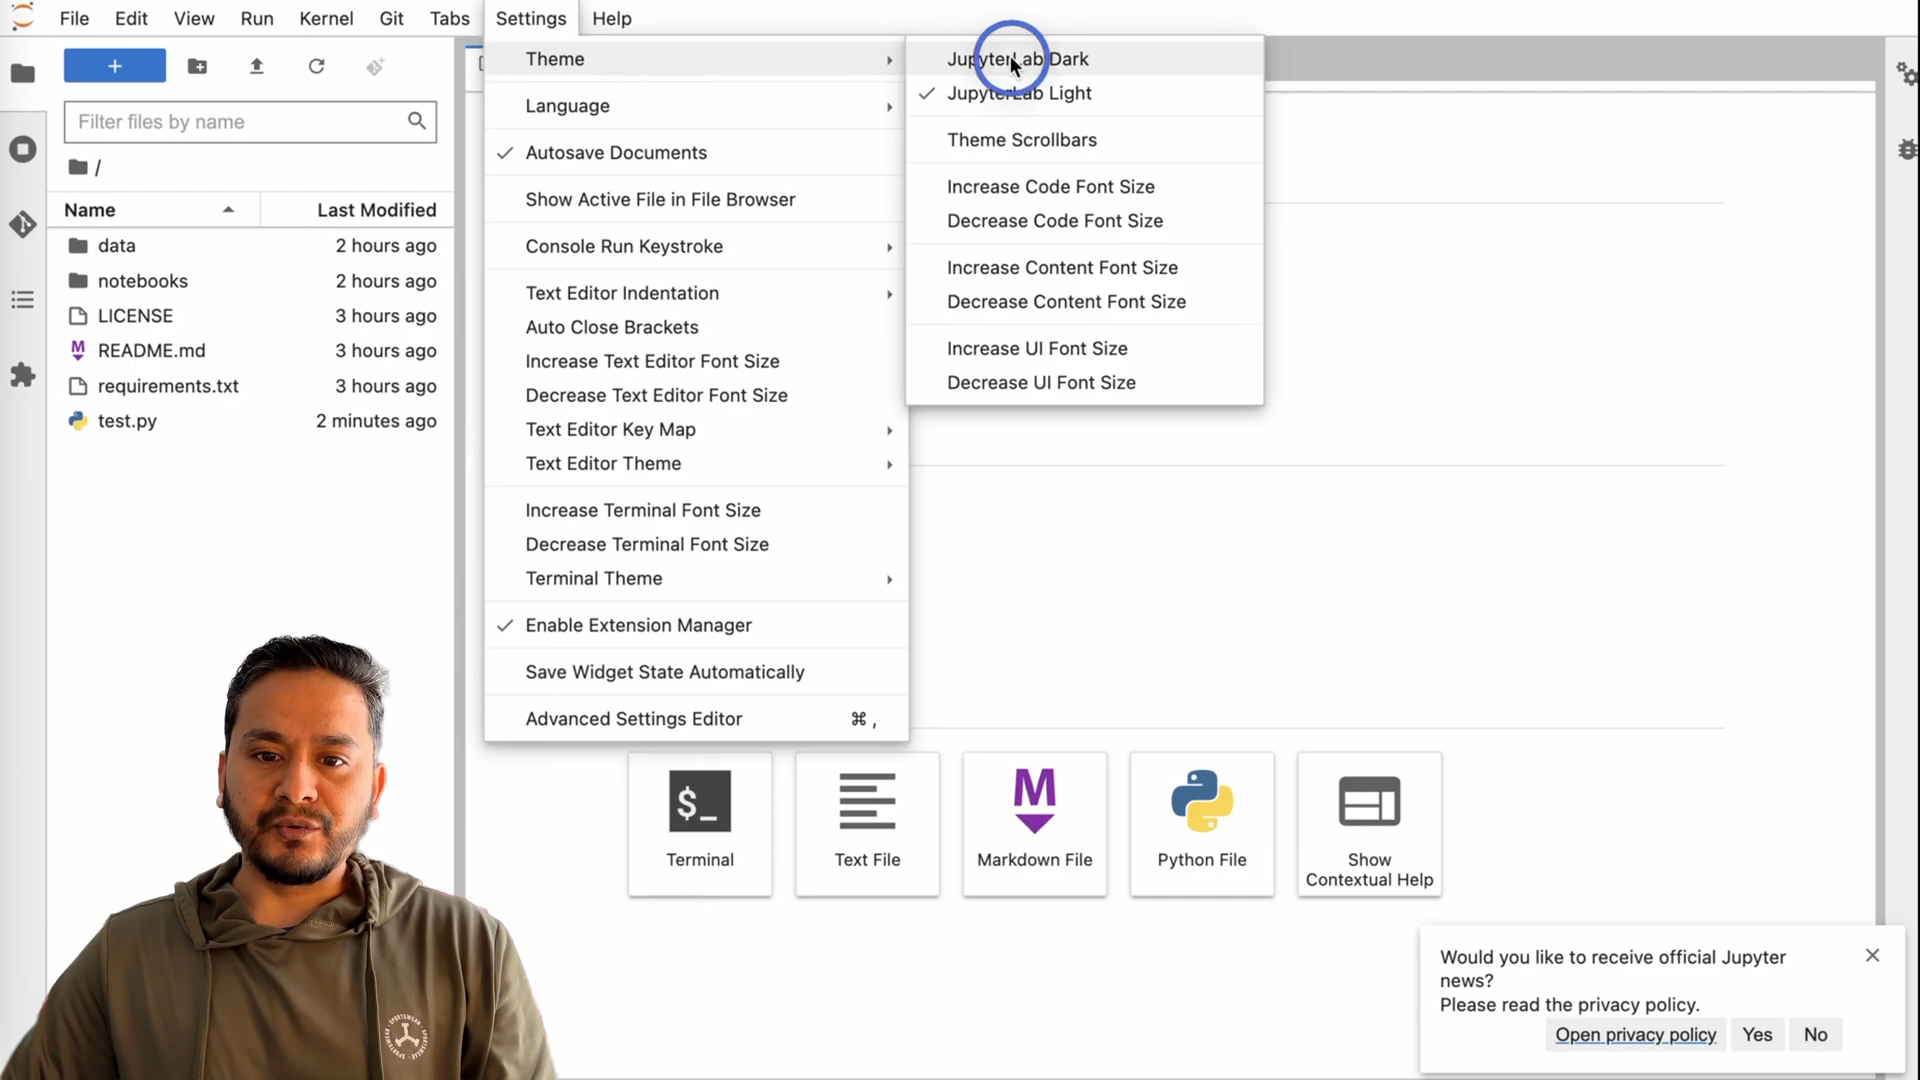 File Edit View Run Kernel Git Tabs Settings Help
+
Filter files by name
/
Name Last Modified
data 2 hours ago
notebooks 2 hours ago
LICENSE 3 hours ago
README.md 3 hours ago
requirements.txt 3 hours ago
test.py 2 minutes ago
Theme
Language
Autosave Documents
Show Active File in File Browser
Console Run Keystroke
Text Editor Indentation
Auto Close Brackets
Increase Text Editor Font Size
Decrease Text Editor Font Size
Text Editor Key Map
Text Editor Theme
Increase Terminal Font Size
Decrease Terminal Font Size
Terminal Theme
Enable Extension Manager
Save Widget State Automatically
Advanced Settings Editor ⌘ ,
JupyterLab Dark
JupyterLab Light
Theme Scrollbars
Increase Code Font Size
Decrease Code Font Size
Increase Content Font Size
Decrease Content Font Size
Increase UI Font Size
Decrease UI Font Size
$_
Terminal
Text File
M
Markdown File
Python File
Show
Contextual Help
Would you like to receive official Jupyter
news?
Please read the privacy policy.
Open privacy policy Yes No